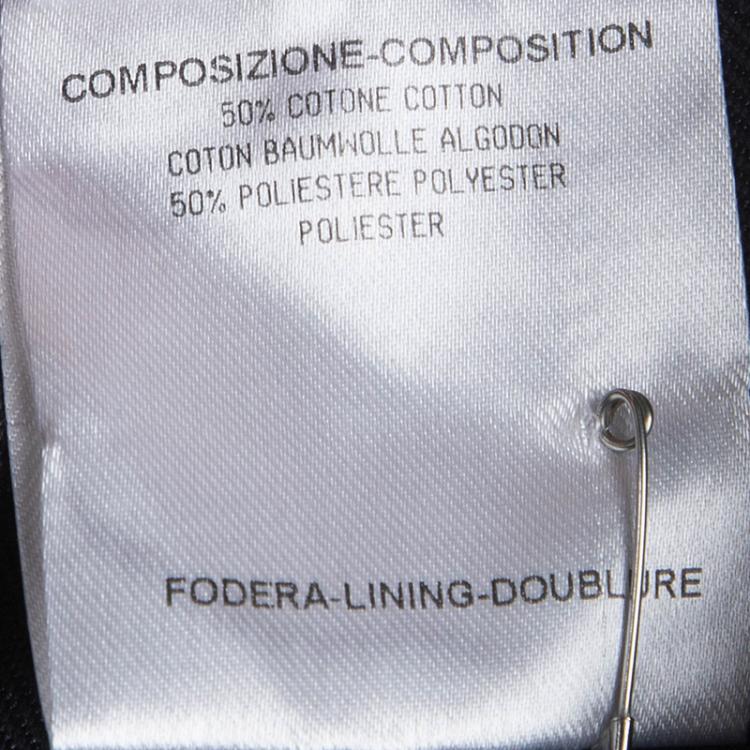 COMPOSIZIONE-COMPOSITION
50% COTONE COTTON
COTON BAUMWOLLE ALGODON
50% POLIESTERE POLYESTER
POLIESTER
FODERA-LINING-DOUBLURE